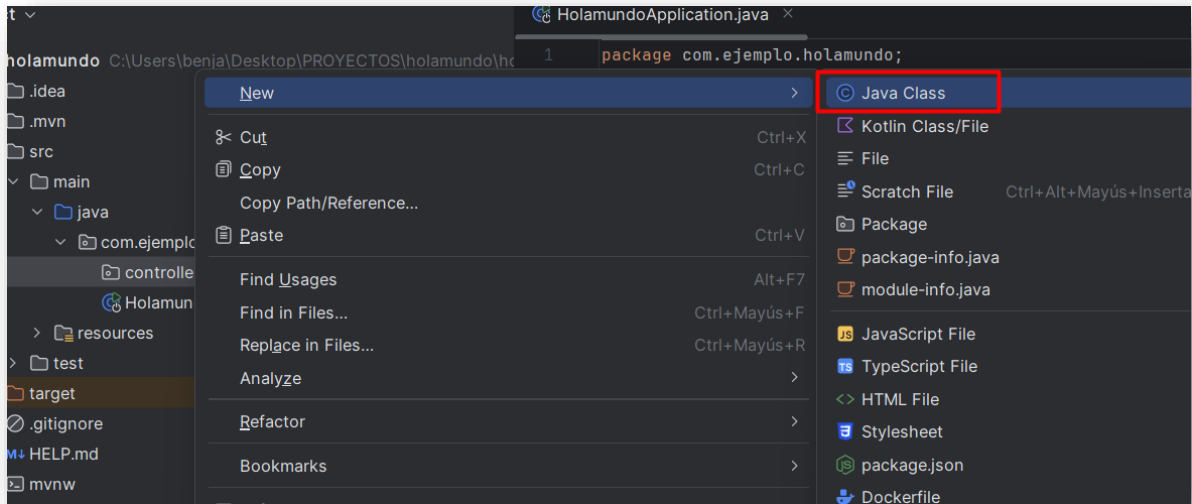 HolamundoApplication.java
holamundo C:\Users\benja\Desktop\PROYECTOS\holamundo\ho
1 package com.ejemplo.holamundo;
.idea
.mvn
src
main
java
com.ejemplo
controlle
Holamun
resources
test
target
.gitignore
M↓ HELP.md
mvnw
New
Cut Ctrl+X
Copy Ctrl+C
Copy Path/Reference...
Paste Ctrl+V
Find Usages Alt+F7
Find in Files... Ctrl+Mayús+F
Replace in Files... Ctrl+Mayús+R
Analyze
Refactor
Bookmarks
Java Class
Kotlin Class/File
File
Scratch File Ctrl+Alt+Mayús+Inserta
Package
package-info.java
module-info.java
JS JavaScript File
TS TypeScript File
HTML File
Stylesheet
package.json
Dockerfile